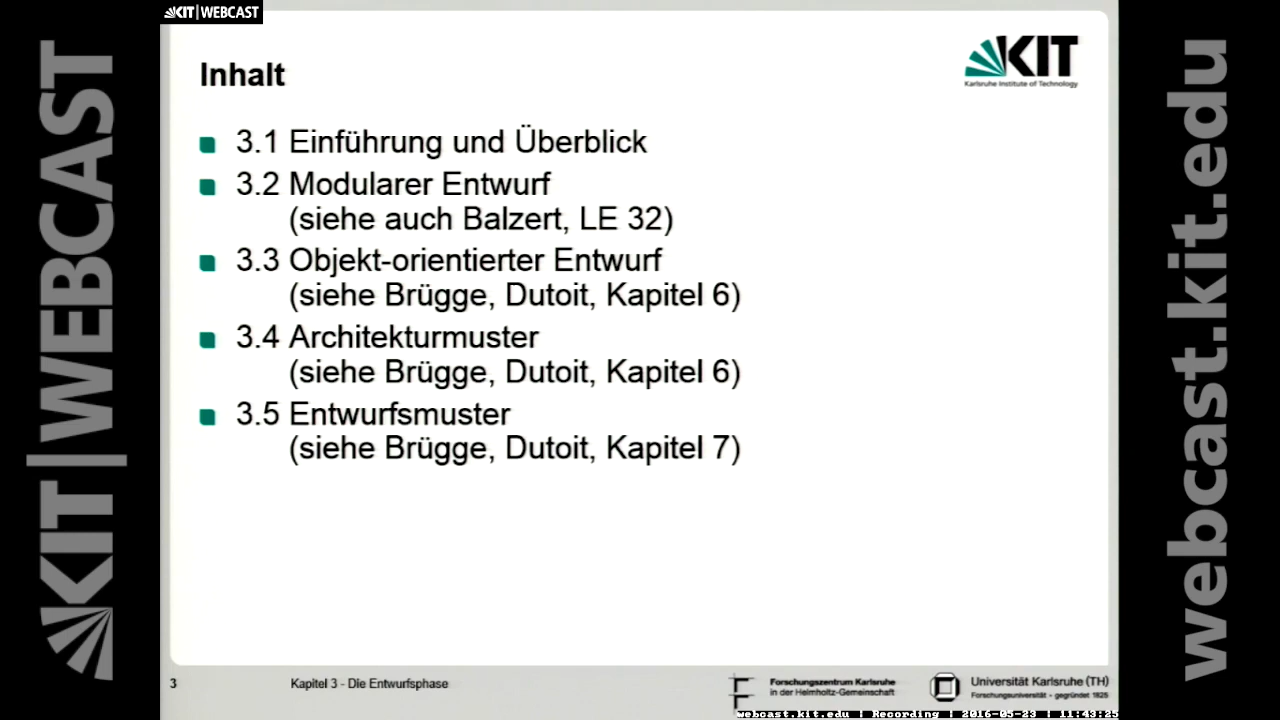 KIT|WEBCAST
KIT
Karlsruhe Institute of Technology
Inhalt
3.1 Einführung und Überblick
3.2 Modularer Entwurf
(siehe auch Balzert, LE 32)
3.3 Objekt-orientierter Entwurf
(siehe Brügge, Dutoit, Kapitel 6)
3.4 Architekturmuster
(siehe Brügge, Dutoit, Kapitel 6)
3.5 Entwurfsmuster
(siehe Brügge, Dutoit, Kapitel 7)
3
Kapitel 3 - Die Entwurfsphase
Forschungszentrum Karlsruhe
in der Helmholtz-Gemeinschaft
Universität Karlsruhe (TH)
Forschungsuniversität • gegründet 1825
webcast.kit.edu | Recording | 2016-05-23 | 11:43:25
KIT|WEBCAST
webcast.kit.edu